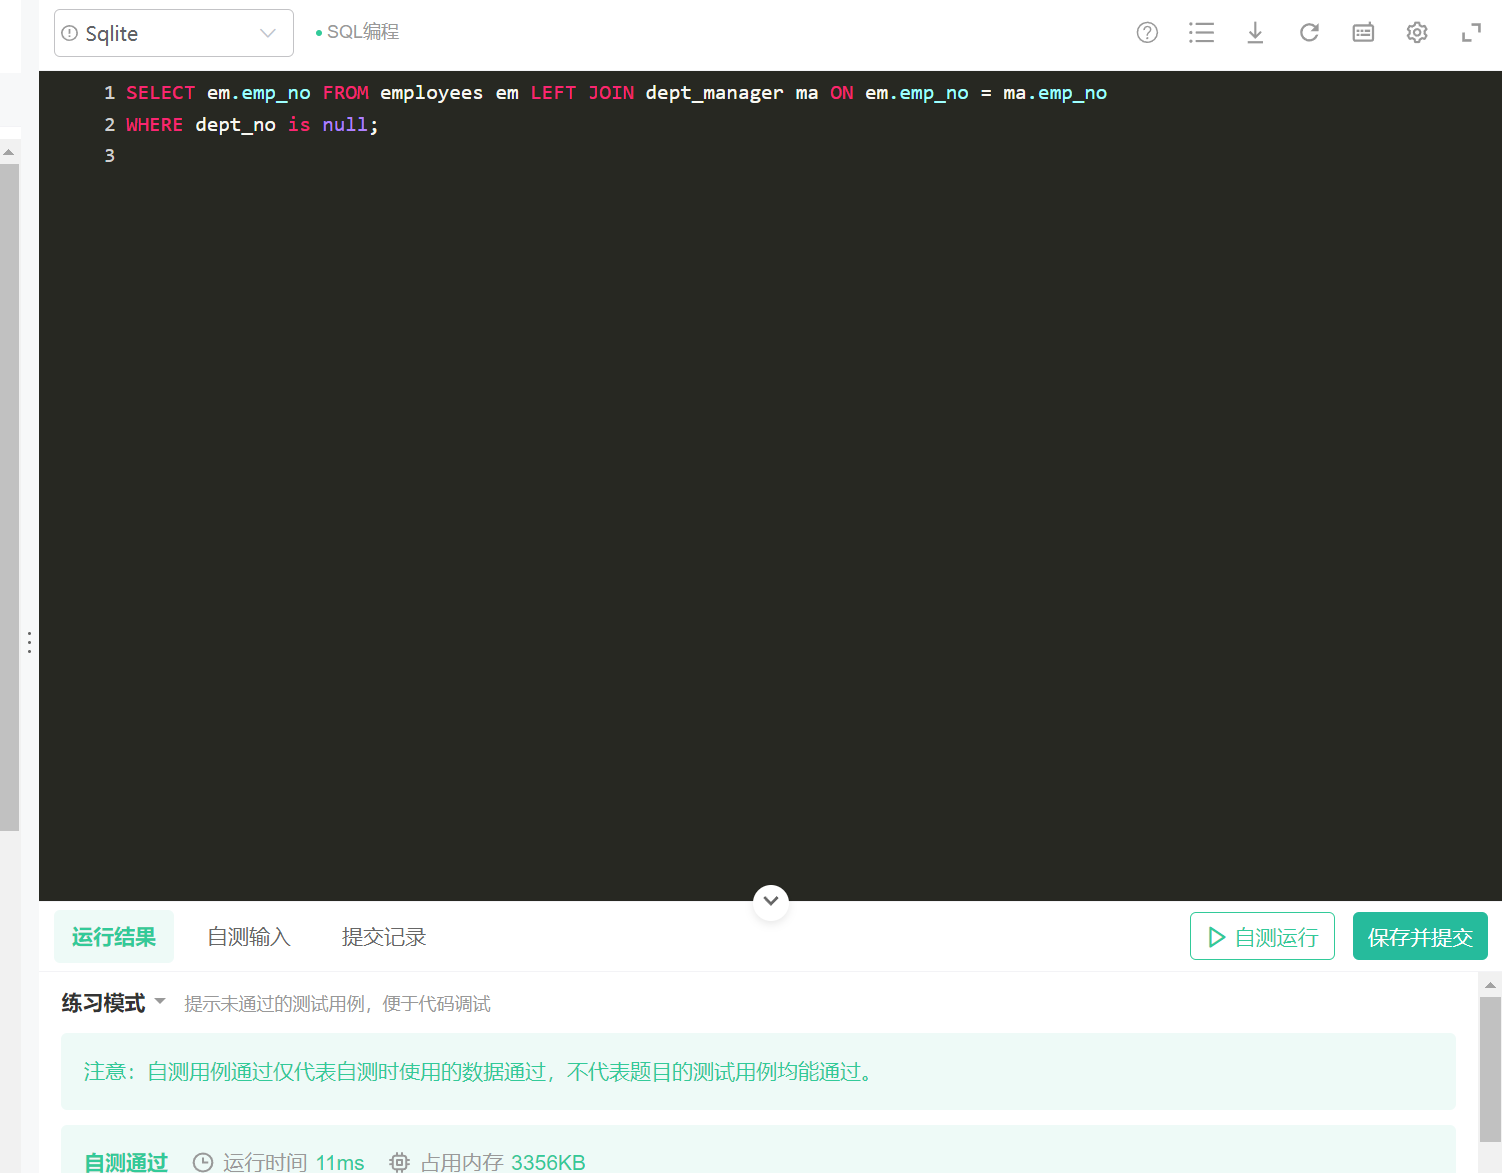 Sqlite
SQL编程
1 SELECT em.emp_no FROM employees em LEFT JOIN dept_manager ma ON em.emp_no = ma.emp_no
2 WHERE dept_no is null;
3
运行结果 自测输入 提交记录 自测运行 保存并提交
练习模式 提示未通过的测试用例，便于代码调试
注意：自测用例通过仅代表自测时使用的数据通过，不代表题目的测试用例均能通过。
自测通过 运行时间 11ms 占用内存 3356KB